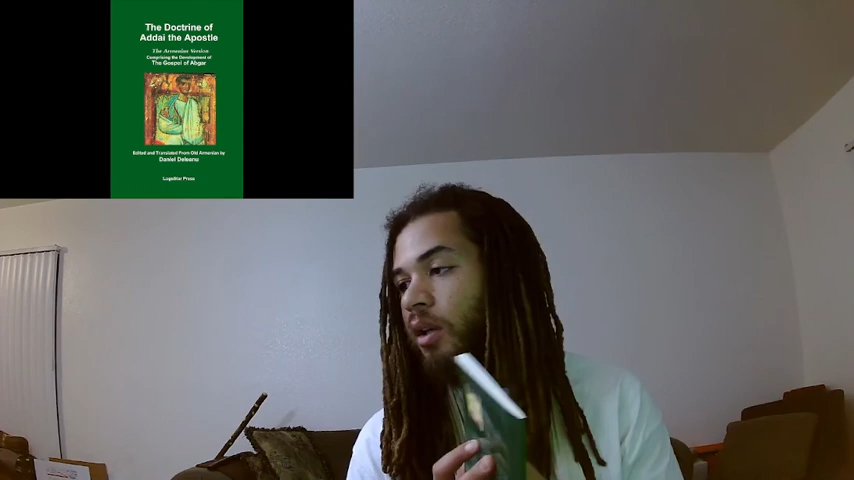 The Doctrine of
Addai the Apostle
The Armenian Version
Comprising the Development of
The Gospel of Abgar
Edited and Translated From Old Armenian by
Daniel Deleanu
LogoStar Press